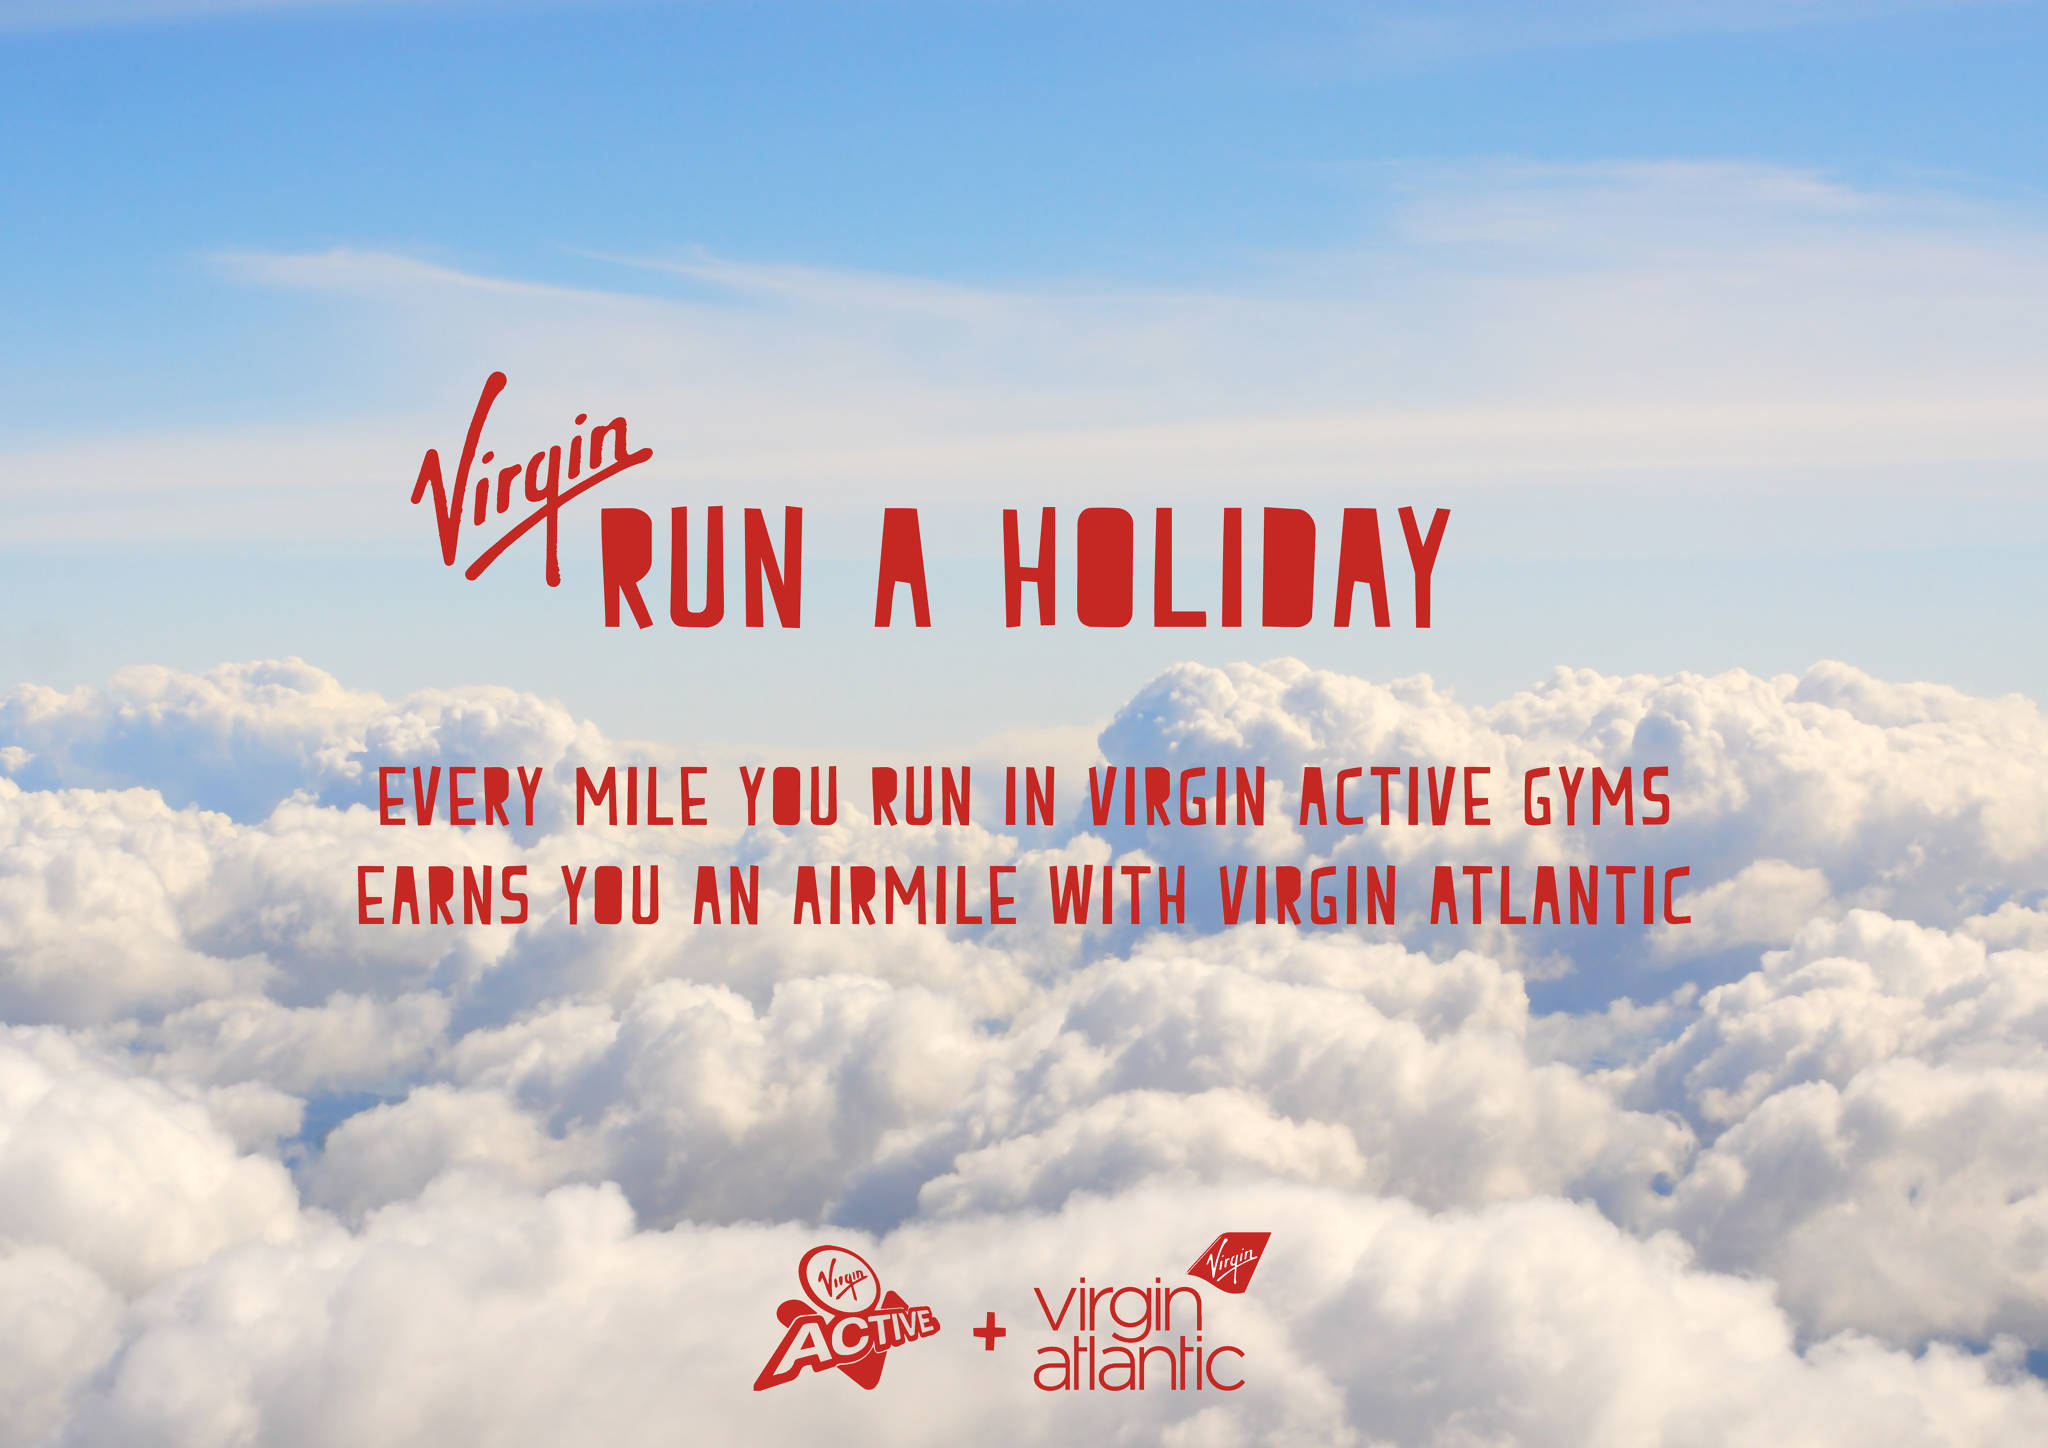 Virgin
RUN A HOLIDAY
EVERY MILE YOU RUN IN VIRGIN ACTIVE GYMS
EARNS YOU AN AIRMILE WITH VIRGIN ATLANTIC
Virgin
ACTIVE
+
Virgin
virgin
atlantic